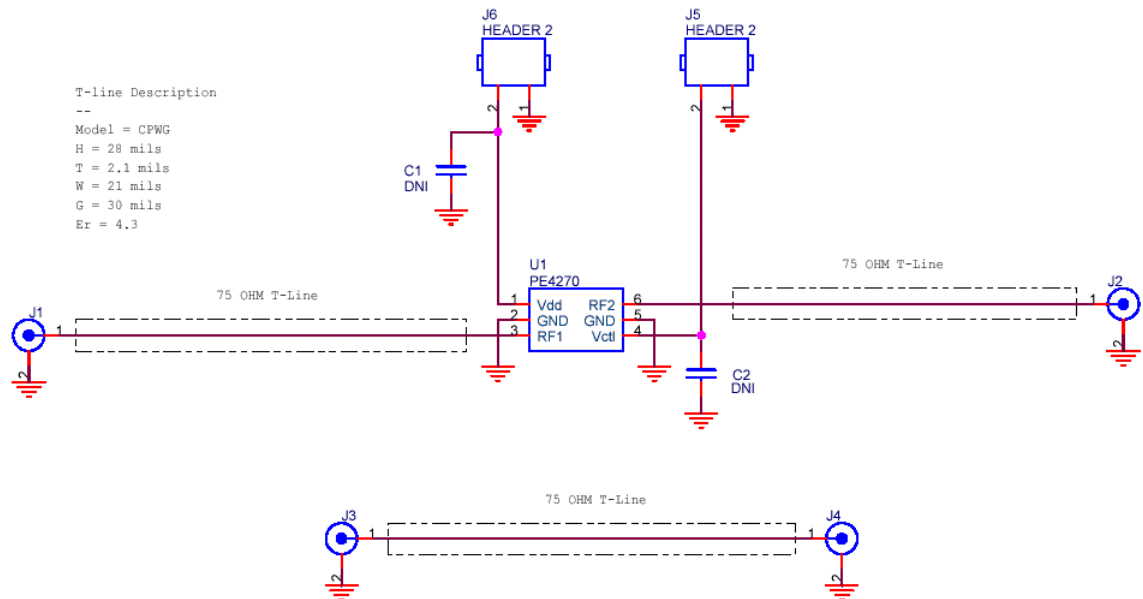 J6
HEADER 2
J5
HEADER 2
2
1
2
1
T-line Description
--
Model = CPWG
H = 28 mils
T = 2.1 mils
W = 21 mils
G = 30 mils
Er = 4.3
C1
DNI
U1
PE4270
75 OHM T-Line
75 OHM T-Line
J1
1
2
1 Vdd RF2 6
2 GND GND 5
3 RF1 Vctl 4
J2
1
2
C2
DNI
75 OHM T-Line
J3
1
2
J4
1
2